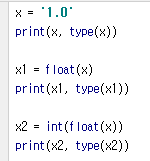 x = '1.0'
print(x, type(x))
x1 = float(x)
print(x1, type(x1))
x2 = int(float(x))
print(x2, type(x2))